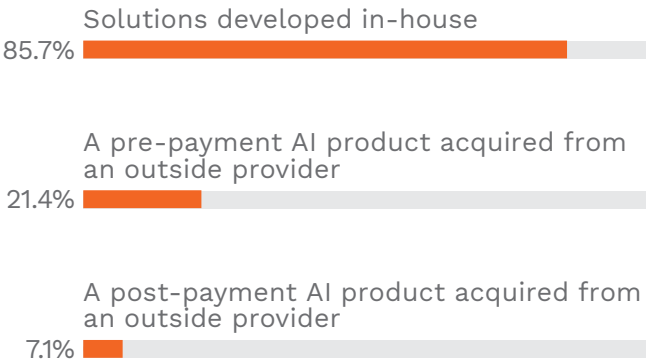 Solutions developed in-house
85.7%
A pre-payment AI product acquired from
an outside provider
21.4%
A post-payment AI product acquired from
an outside provider
7.1%